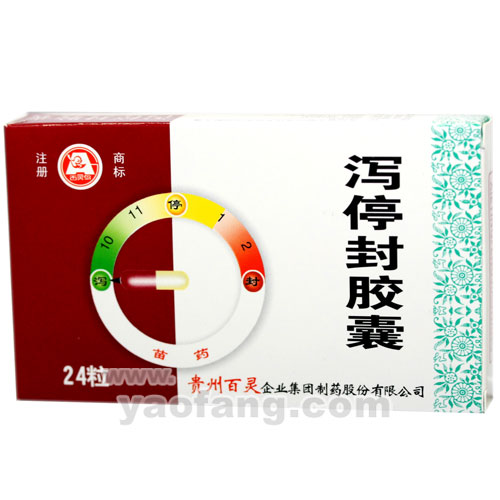 注册
商标
泻停封胶囊
10
11
停
1
2
泻
封
苗药
24粒
贵州百灵企业集团制药股份有限公司
www.
yaofang.com